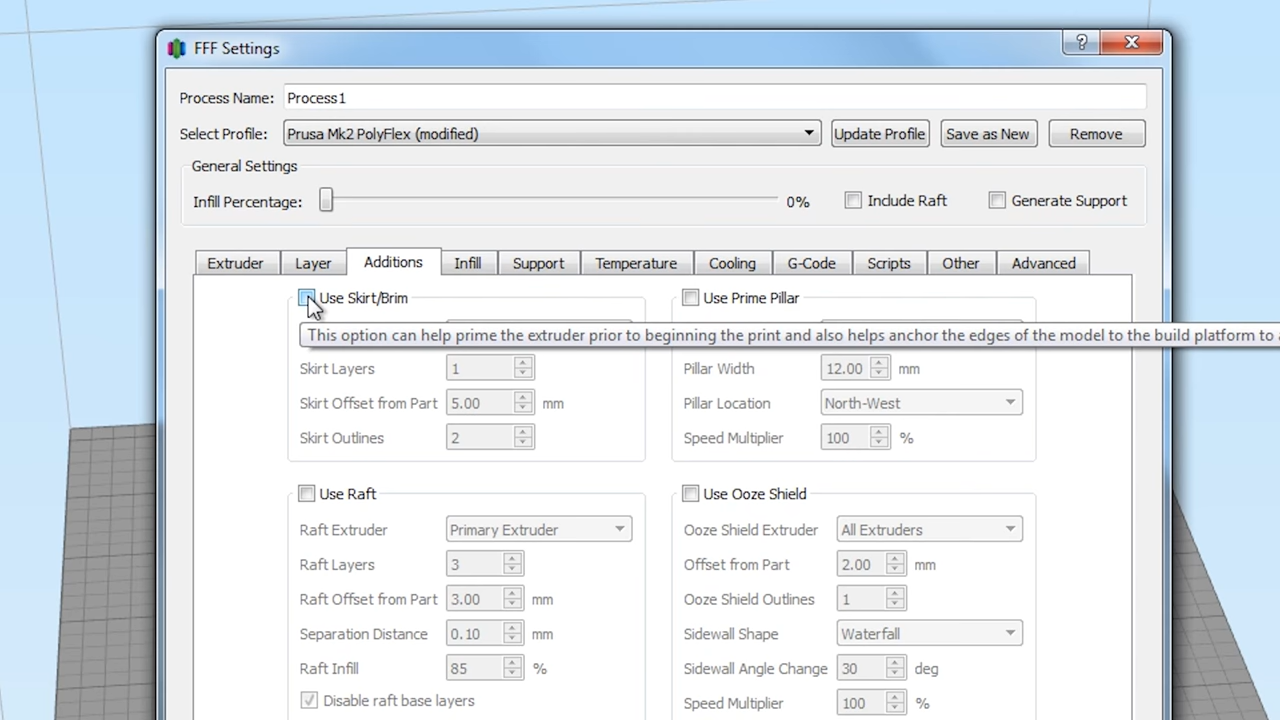 FFF Settings
?
Process Name: Process1
Select Profile: Prusa Mk2 PolyFlex (modified) Update Profile Save as New Remove
General Settings
Infill Percentage: 0% Include Raft Generate Support
Extruder Layer Additions Infill Support Temperature Cooling G-Code Scripts Other Advanced
Use Skirt/Brim Use Prime Pillar
This option can help prime the extruder prior to beginning the print and also helps anchor the edges of the model to the build platform to
Skirt Layers 1 Pillar Width 12.00 mm
Skirt Offset from Part 5.00 mm Pillar Location North-West
Skirt Outlines 2 Speed Multiplier 100 %
Use Raft Use Ooze Shield
Raft Extruder Primary Extruder Ooze Shield Extruder All Extruders
Raft Layers 3 Offset from Part 2.00 mm
Raft Offset from Part 3.00 mm Ooze Shield Outlines 1
Separation Distance 0.10 mm Sidewall Shape Waterfall
Raft Infill 85 % Sidewall Angle Change 30 deg
Disable raft base layers Speed Multiplier 100 %